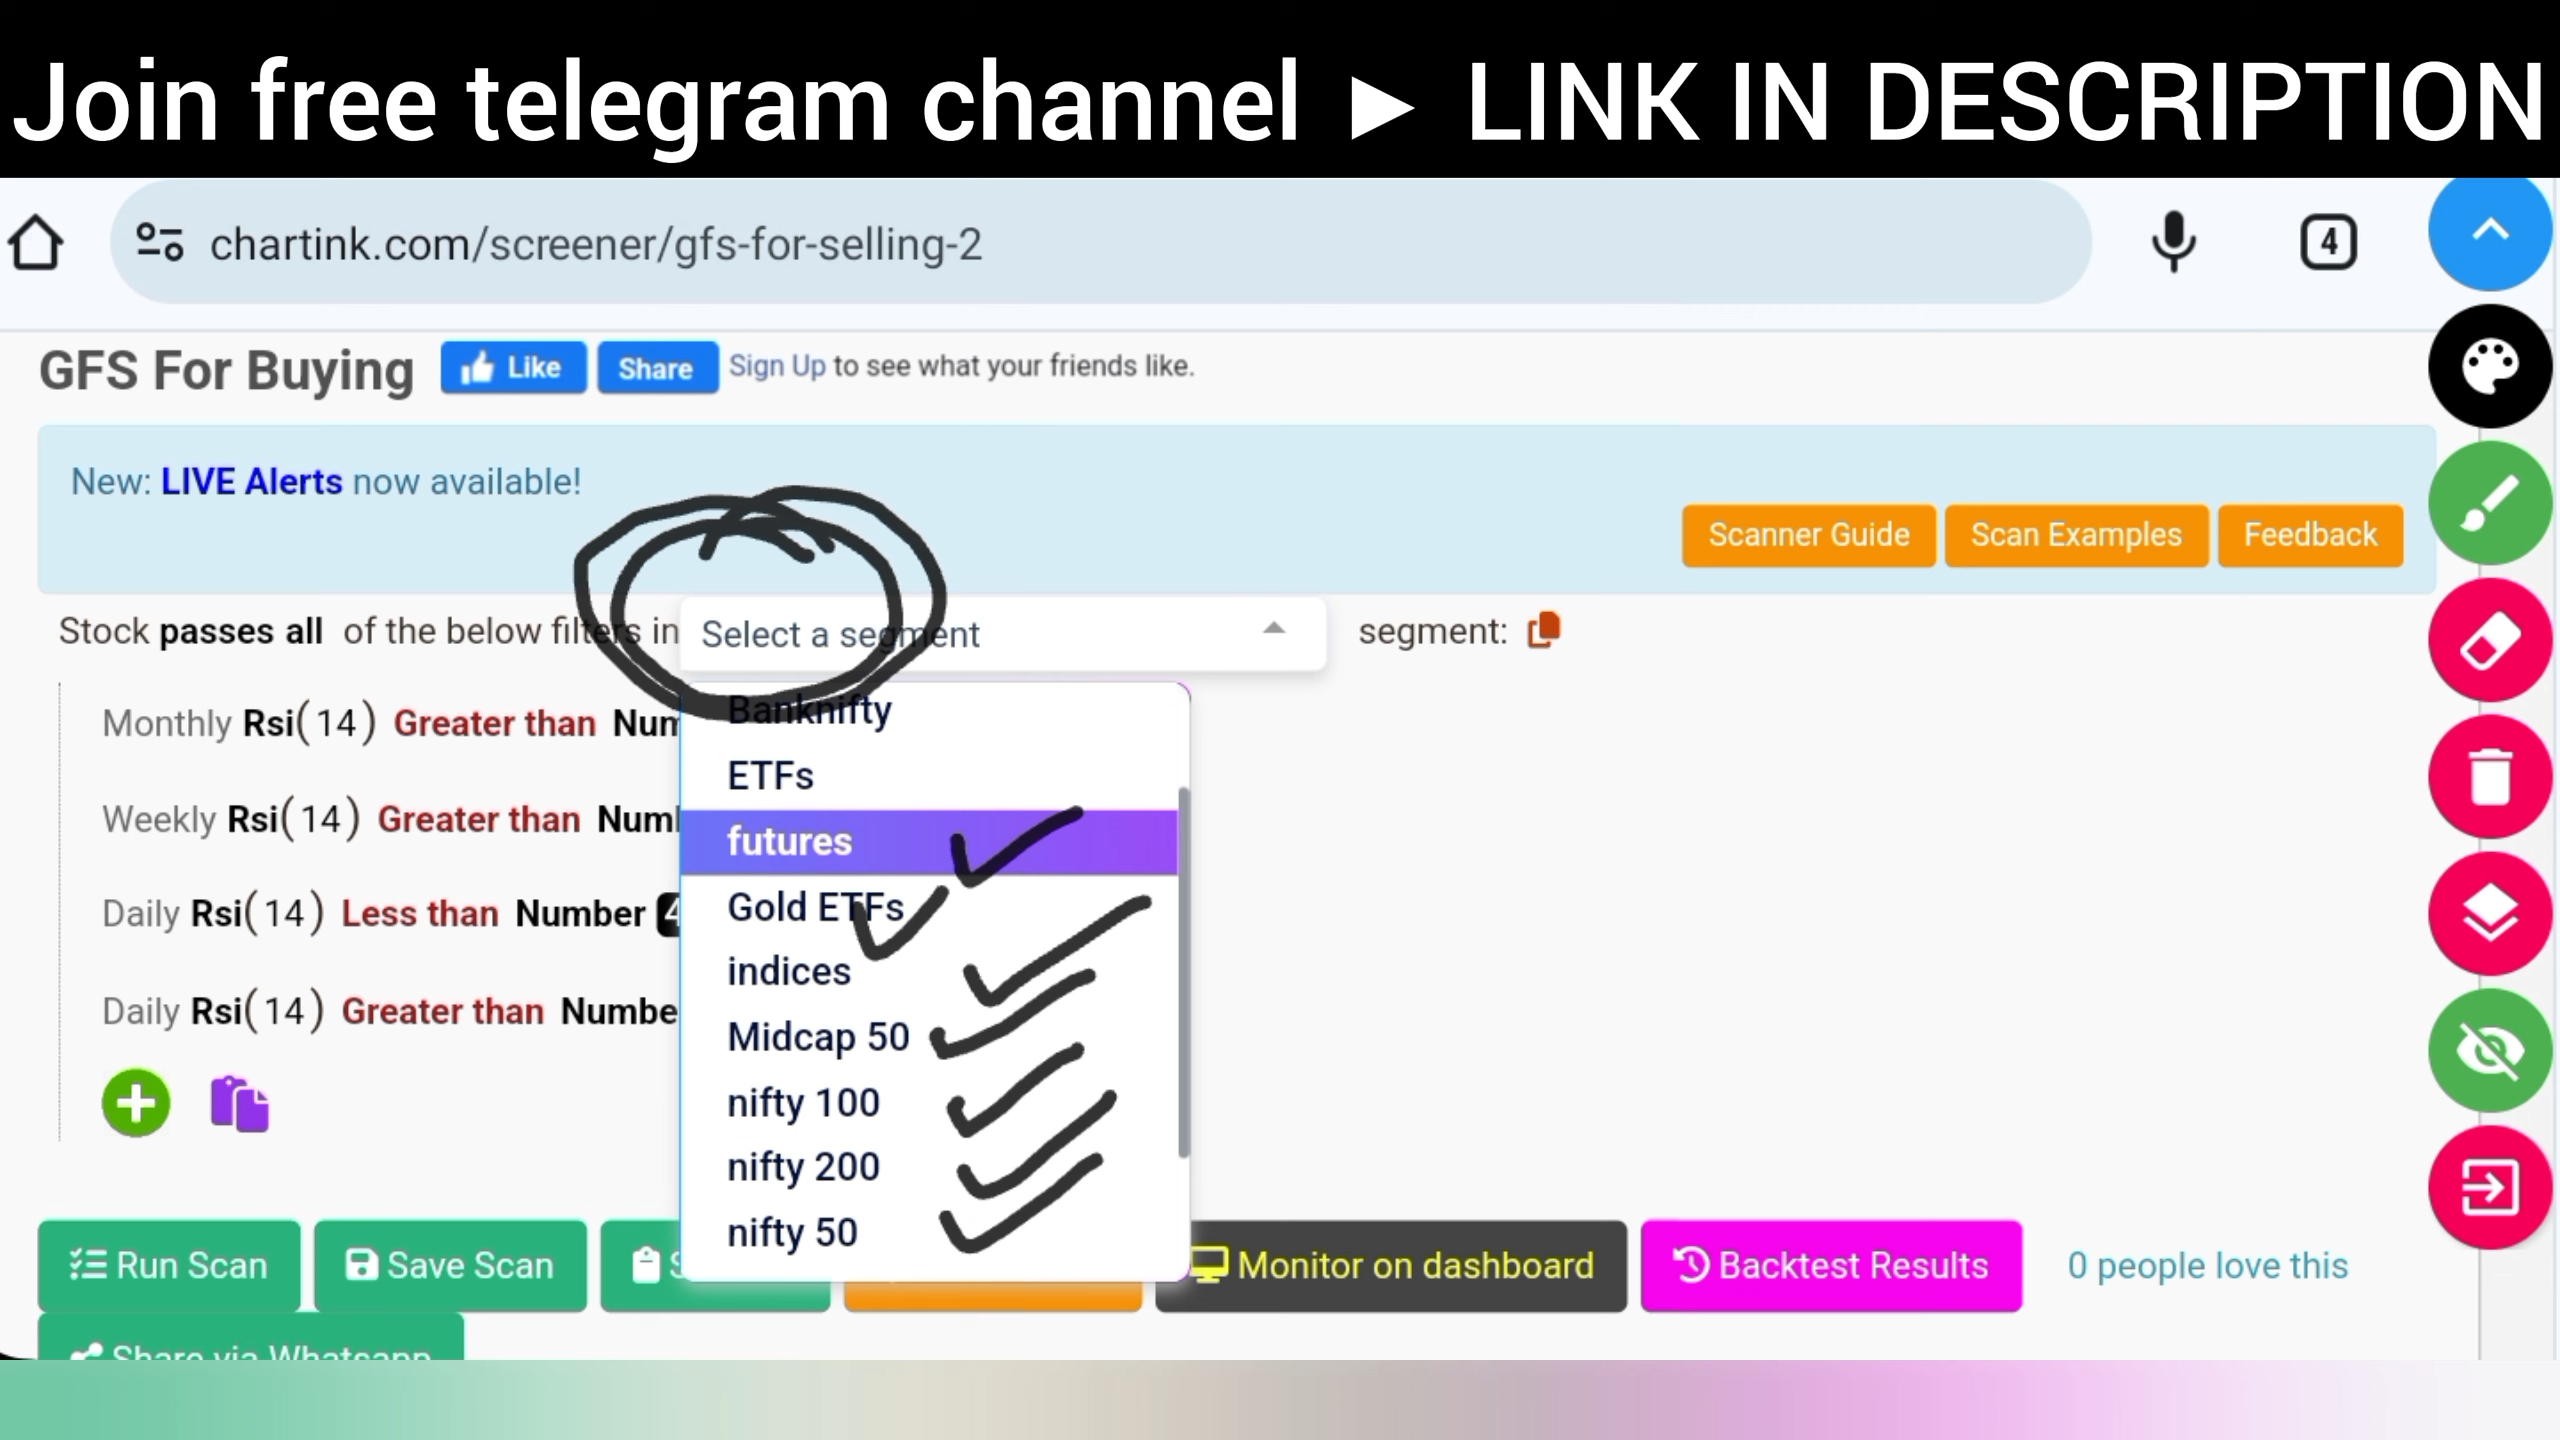 Join free telegram channel ► LINK IN DESCRIPTION
chartink.com/screener/gfs-for-selling-2
4
GFS For Buying
Like
Share
Sign Up to see what your friends like.
New: LIVE Alerts now available!
Scanner Guide
Scan Examples
Feedback
Stock passes all of the below filters in
Select a segment
segment:
Banknifty
ETFs
futures
Gold ETFs
indices
Midcap 50
nifty 100
nifty 200
nifty 50
Monthly Rsi( 14 ) Greater than
Weekly Rsi( 14 ) Greater than
Daily Rsi( 14 ) Less than Number
Daily Rsi( 14 ) Greater than
Run Scan
Save Scan
Monitor on dashboard
Backtest Results
0 people love this
Share via Whatsapp